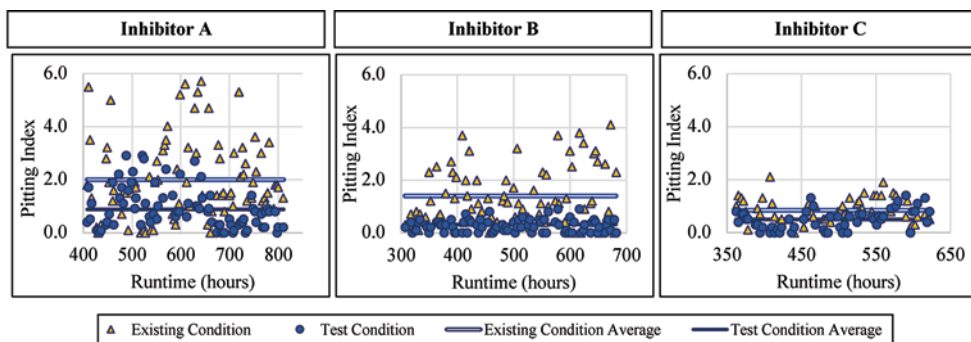 Inhibitor A
Inhibitor B
Inhibitor C
6.0
4.0
2.0
0.0
Pitting Index
400 500 600 700 800 900
Runtime (hours)
6.0
4.0
2.0
0.0
Pitting Index
300 400 500 600 700
Runtime (hours)
6.0
4.0
2.0
0.0
Pitting Index
350 450 550 650
Runtime (hours)
Existing Condition Test Condition Existing Condition Average Test Condition Average